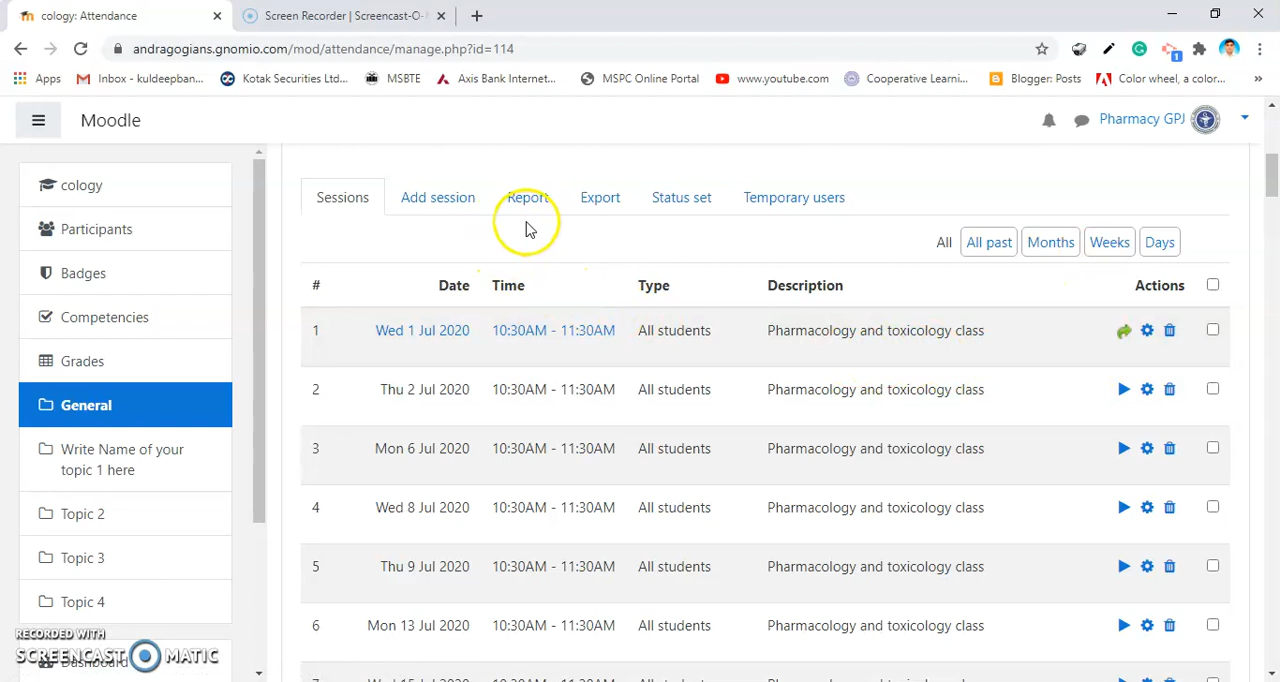 cology: Attendance
Screen Recorder | Screencast-O-
andragogians.gnomio.com/mod/attendance/manage.php?id=114
Apps
Inbox - kuldeepban...
Kotak Securities Ltd...
MSBTE
Axis Bank Internet...
MSPC Online Portal
www.youtube.com
Cooperative Learni...
Blogger: Posts
Color wheel, a color...
Moodle
Pharmacy GPJ
cology
Participants
Badges
Competencies
Grades
General
Write Name of your
topic 1 here
Topic 2
Topic 3
Topic 4
Dashboard
Sessions Add session Report Export Status set Temporary users
All All past Months Weeks Days
# Date Time Type Description Actions
1 Wed 1 Jul 2020 10:30AM - 11:30AM All students Pharmacology and toxicology class
2 Thu 2 Jul 2020 10:30AM - 11:30AM All students Pharmacology and toxicology class
3 Mon 6 Jul 2020 10:30AM - 11:30AM All students Pharmacology and toxicology class
4 Wed 8 Jul 2020 10:30AM - 11:30AM All students Pharmacology and toxicology class
5 Thu 9 Jul 2020 10:30AM - 11:30AM All students Pharmacology and toxicology class
6 Mon 13 Jul 2020 10:30AM - 11:30AM All students Pharmacology and toxicology class
RECORDED WITH
SCREENCAST MATIC